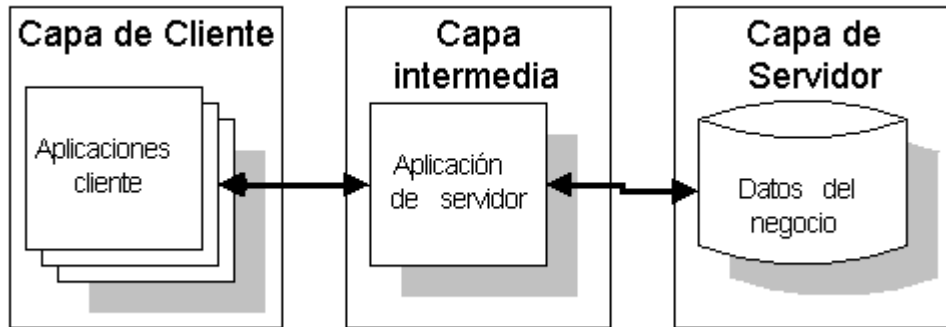 Capa de Cliente
Aplicaciones
cliente
Capa
intermedia
Aplicación
de servidor
Capa de
Servidor
Datos del
negocio